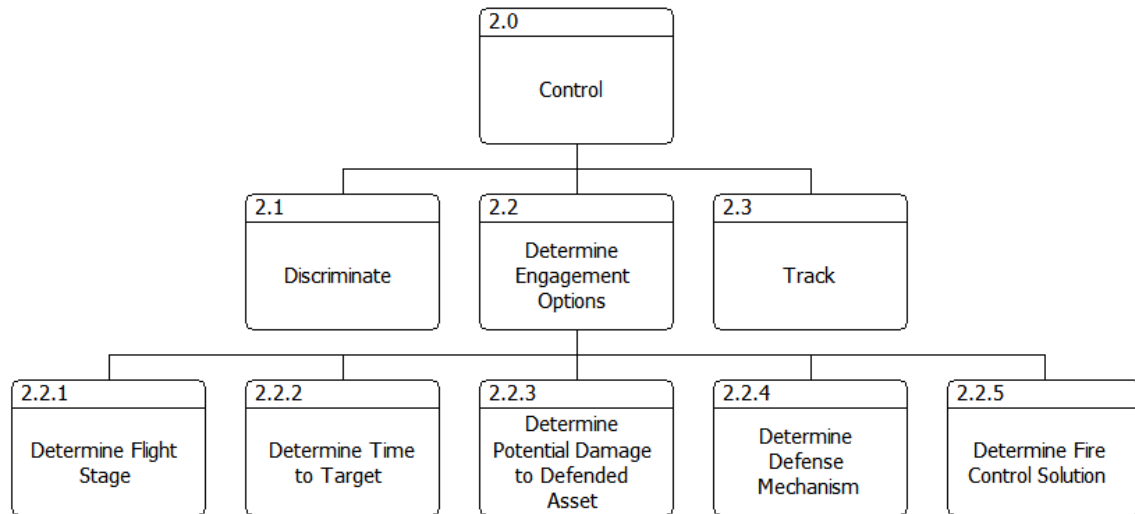 2.0
Control
2.1
Discriminate
2.2
Determine
Engagement
Options
2.3
Track
2.2.1
Determine Flight
Stage
2.2.2
Determine Time
to Target
2.2.3
Determine
Potential Damage
to Defended
Asset
2.2.4
Determine
Defense
Mechanism
2.2.5
Determine Fire
Control Solution